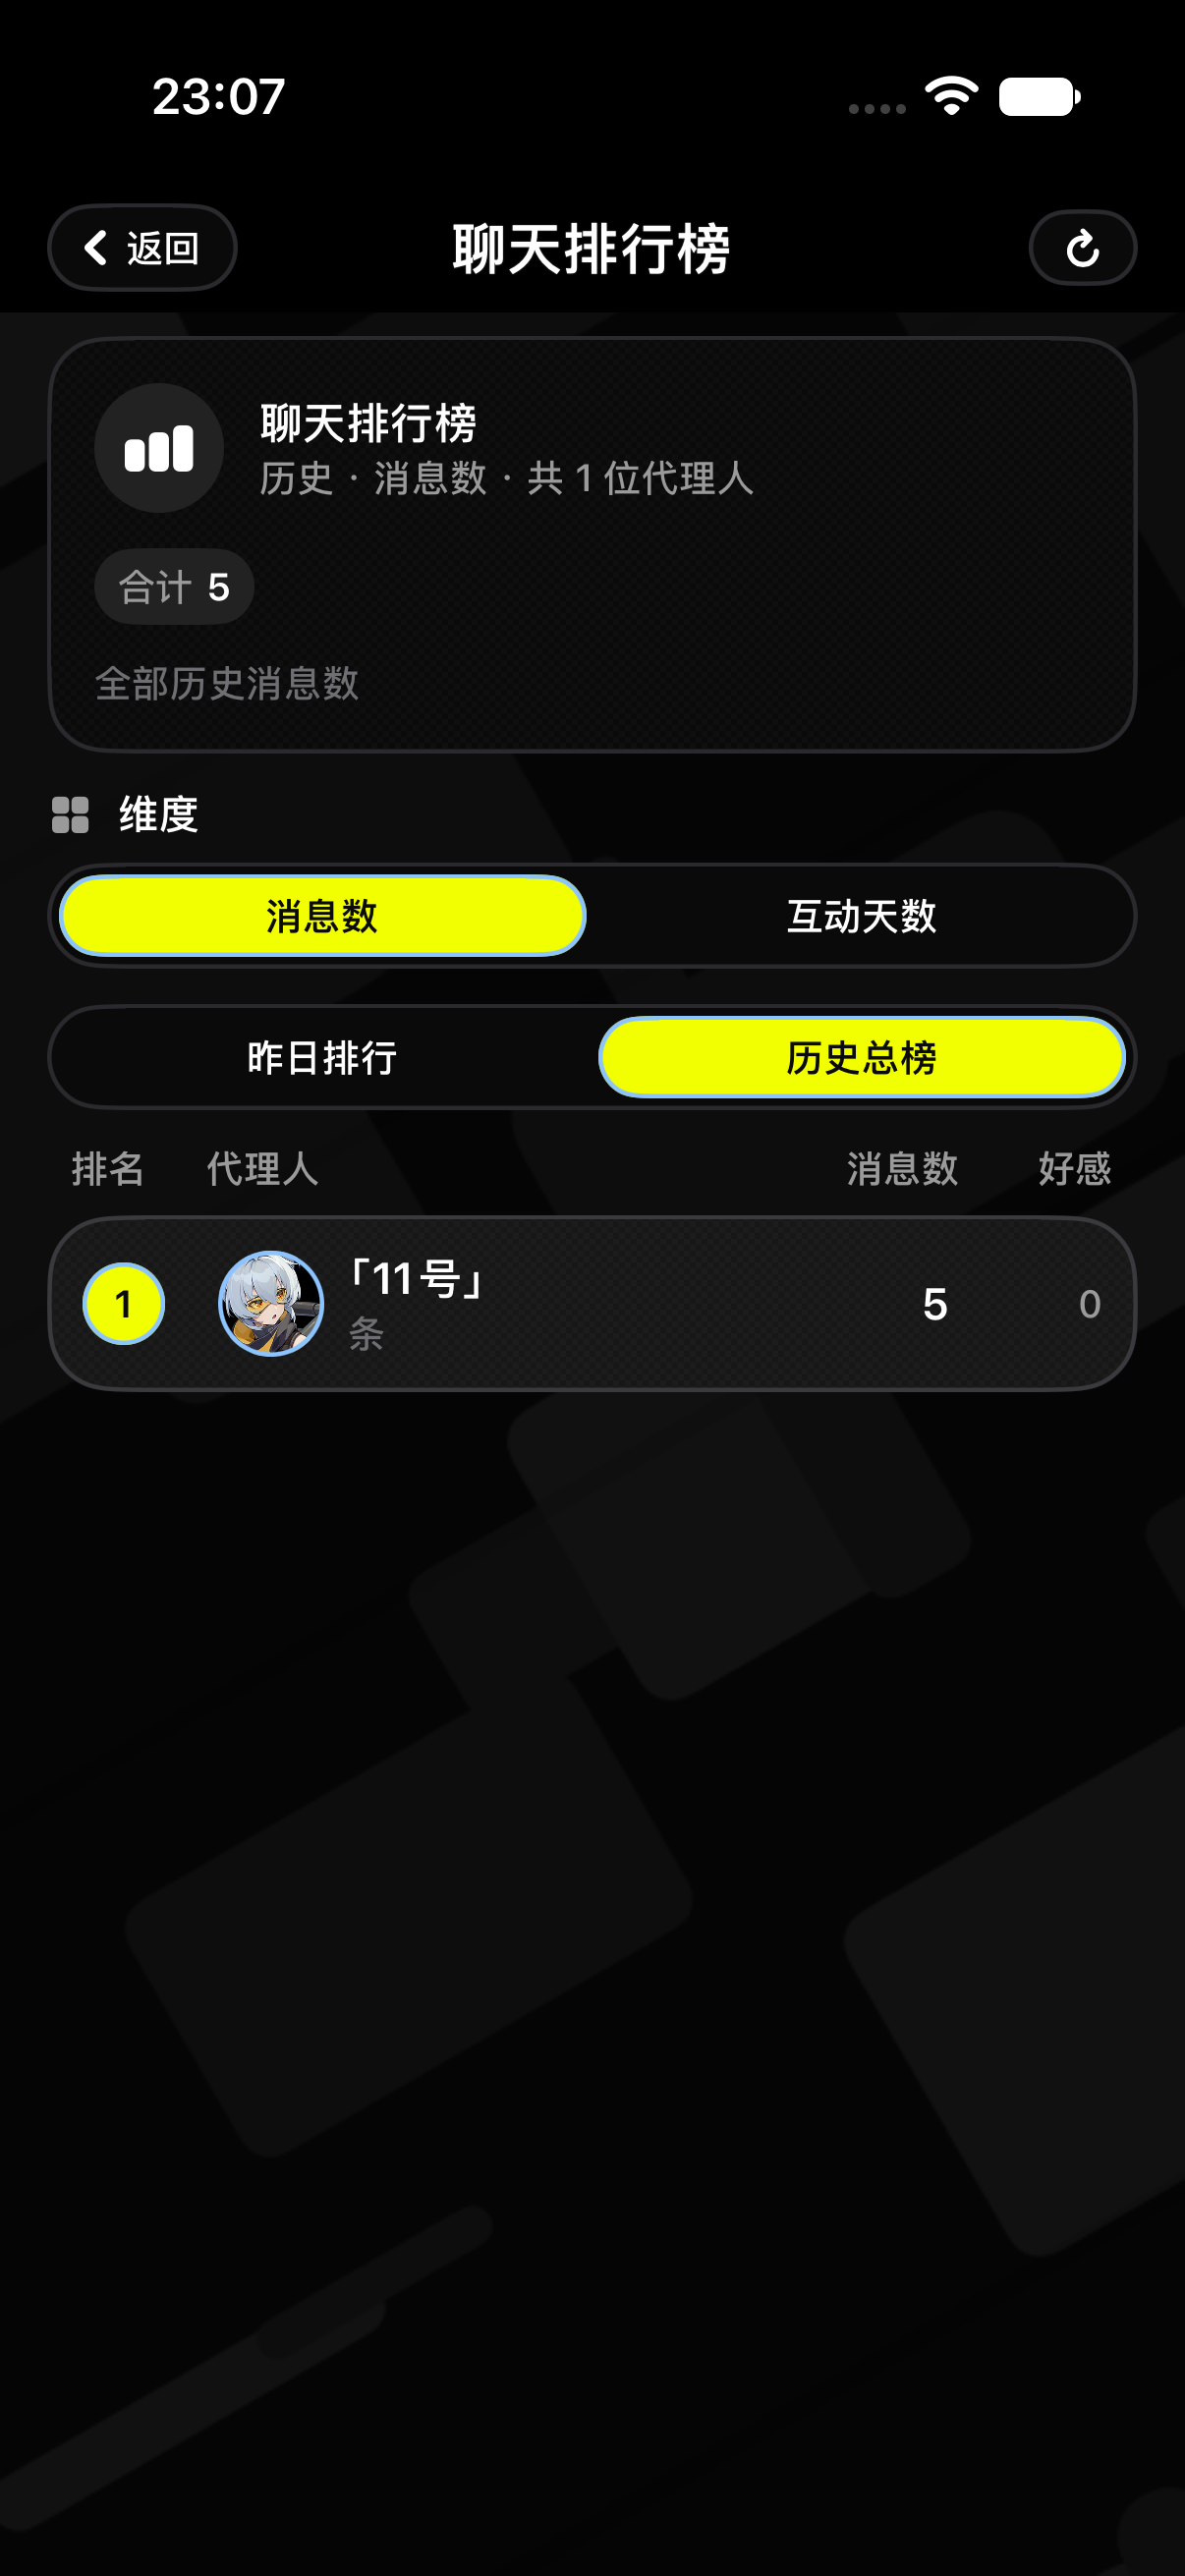 23:07
返回
聊天排行榜
聊天排行榜
历史 · 消息数 · 共 1 位代理人
合计 5
全部历史消息数
维度
消息数 互动天数
昨日排行 历史总榜
排名 代理人 消息数 好感
1 「11号」 5 0
条